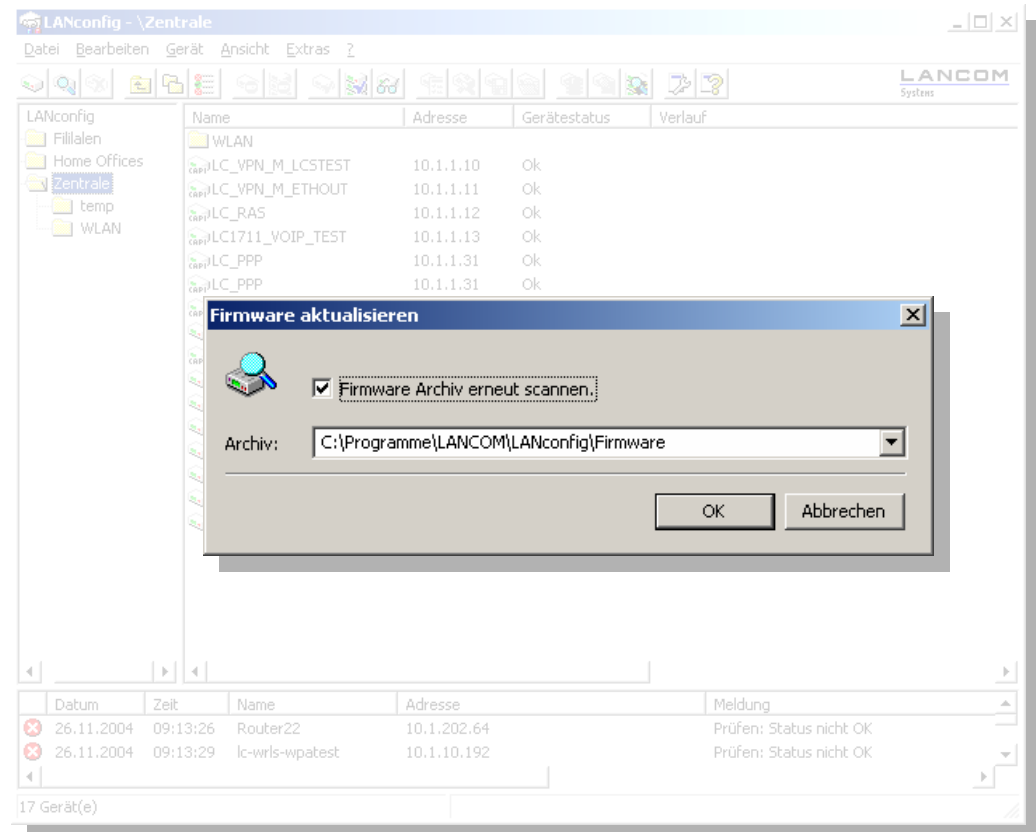 LANconfig - \Zentrale
Datei Bearbeiten Gerät Ansicht Extras ?
LANCOM
Systems
LANconfig
Fililalen
Home Offices
Zentrale
temp
WLAN
Name Adresse Gerätestatus Verlauf
WLAN
LC_VPN_M_LCSTEST 10.1.1.10 Ok
LC_VPN_M_ETHOUT 10.1.1.11 Ok
LC_RAS 10.1.1.12 Ok
LC1711_VOIP_TEST 10.1.1.13 Ok
LC_PPP 10.1.1.31 Ok
LC_PPP 10.1.1.31 Ok
Firmware aktualisieren
Firmware Archiv erneut scannen.
Archiv: C:\Programme\LANCOM\LANconfig\Firmware
OK Abbrechen
Datum Zeit Name Adresse Meldung
26.11.2004 09:13:26 Router22 10.1.202.64 Prüfen: Status nicht OK
26.11.2004 09:13:29 lc-wrls-wpatest 10.1.10.192 Prüfen: Status nicht OK
17 Gerät(e)